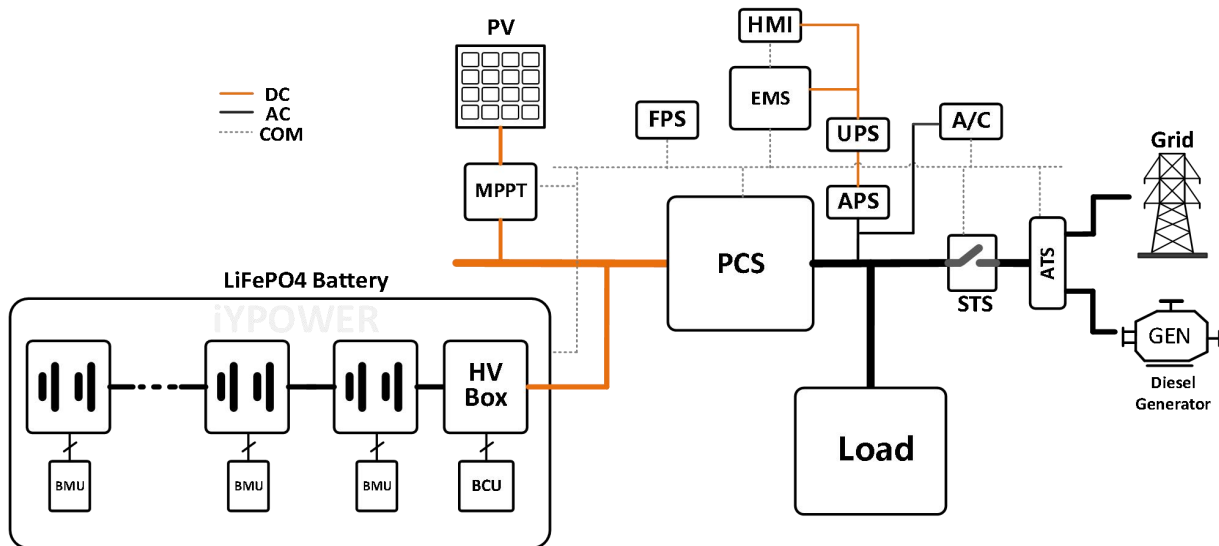 PV
HMI
DC
AC
COM
EMS
FPS
UPS
A/C
Grid
MPPT
APS
PCS
ATS
STS
LiFePO4 Battery
iYPOWER
GEN
HV
Box
Diesel
Generator
Load
BMU
BMU
BMU
BCU